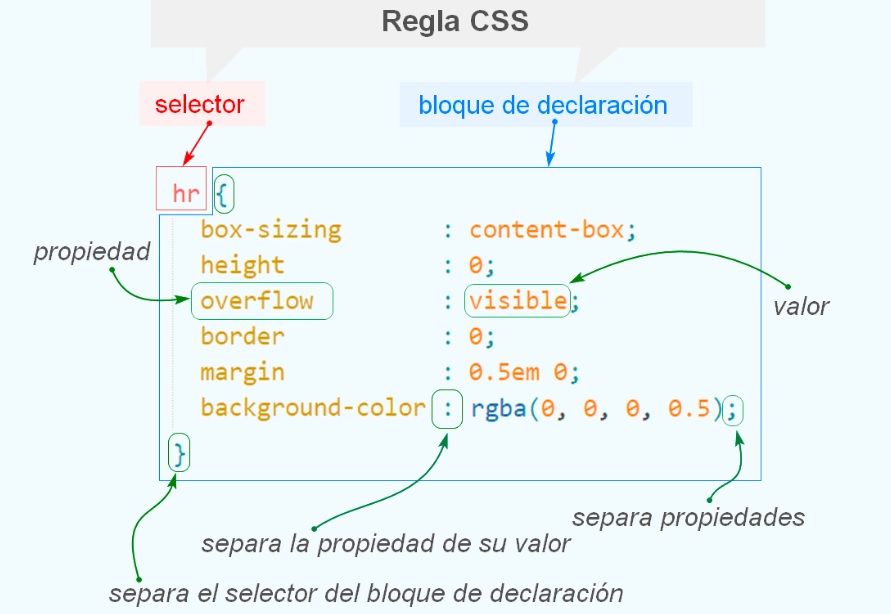 Regla CSS
selector
bloque de declaración
hr {
box-sizing : content-box;
propiedad
height : 0;
overflow : visible;
valor
border : 0;
margin : 0.5em 0;
background-color : rgba(0, 0, 0, 0.5);
}
separa propiedades
separa la propiedad de su valor
separa el selector del bloque de declaración